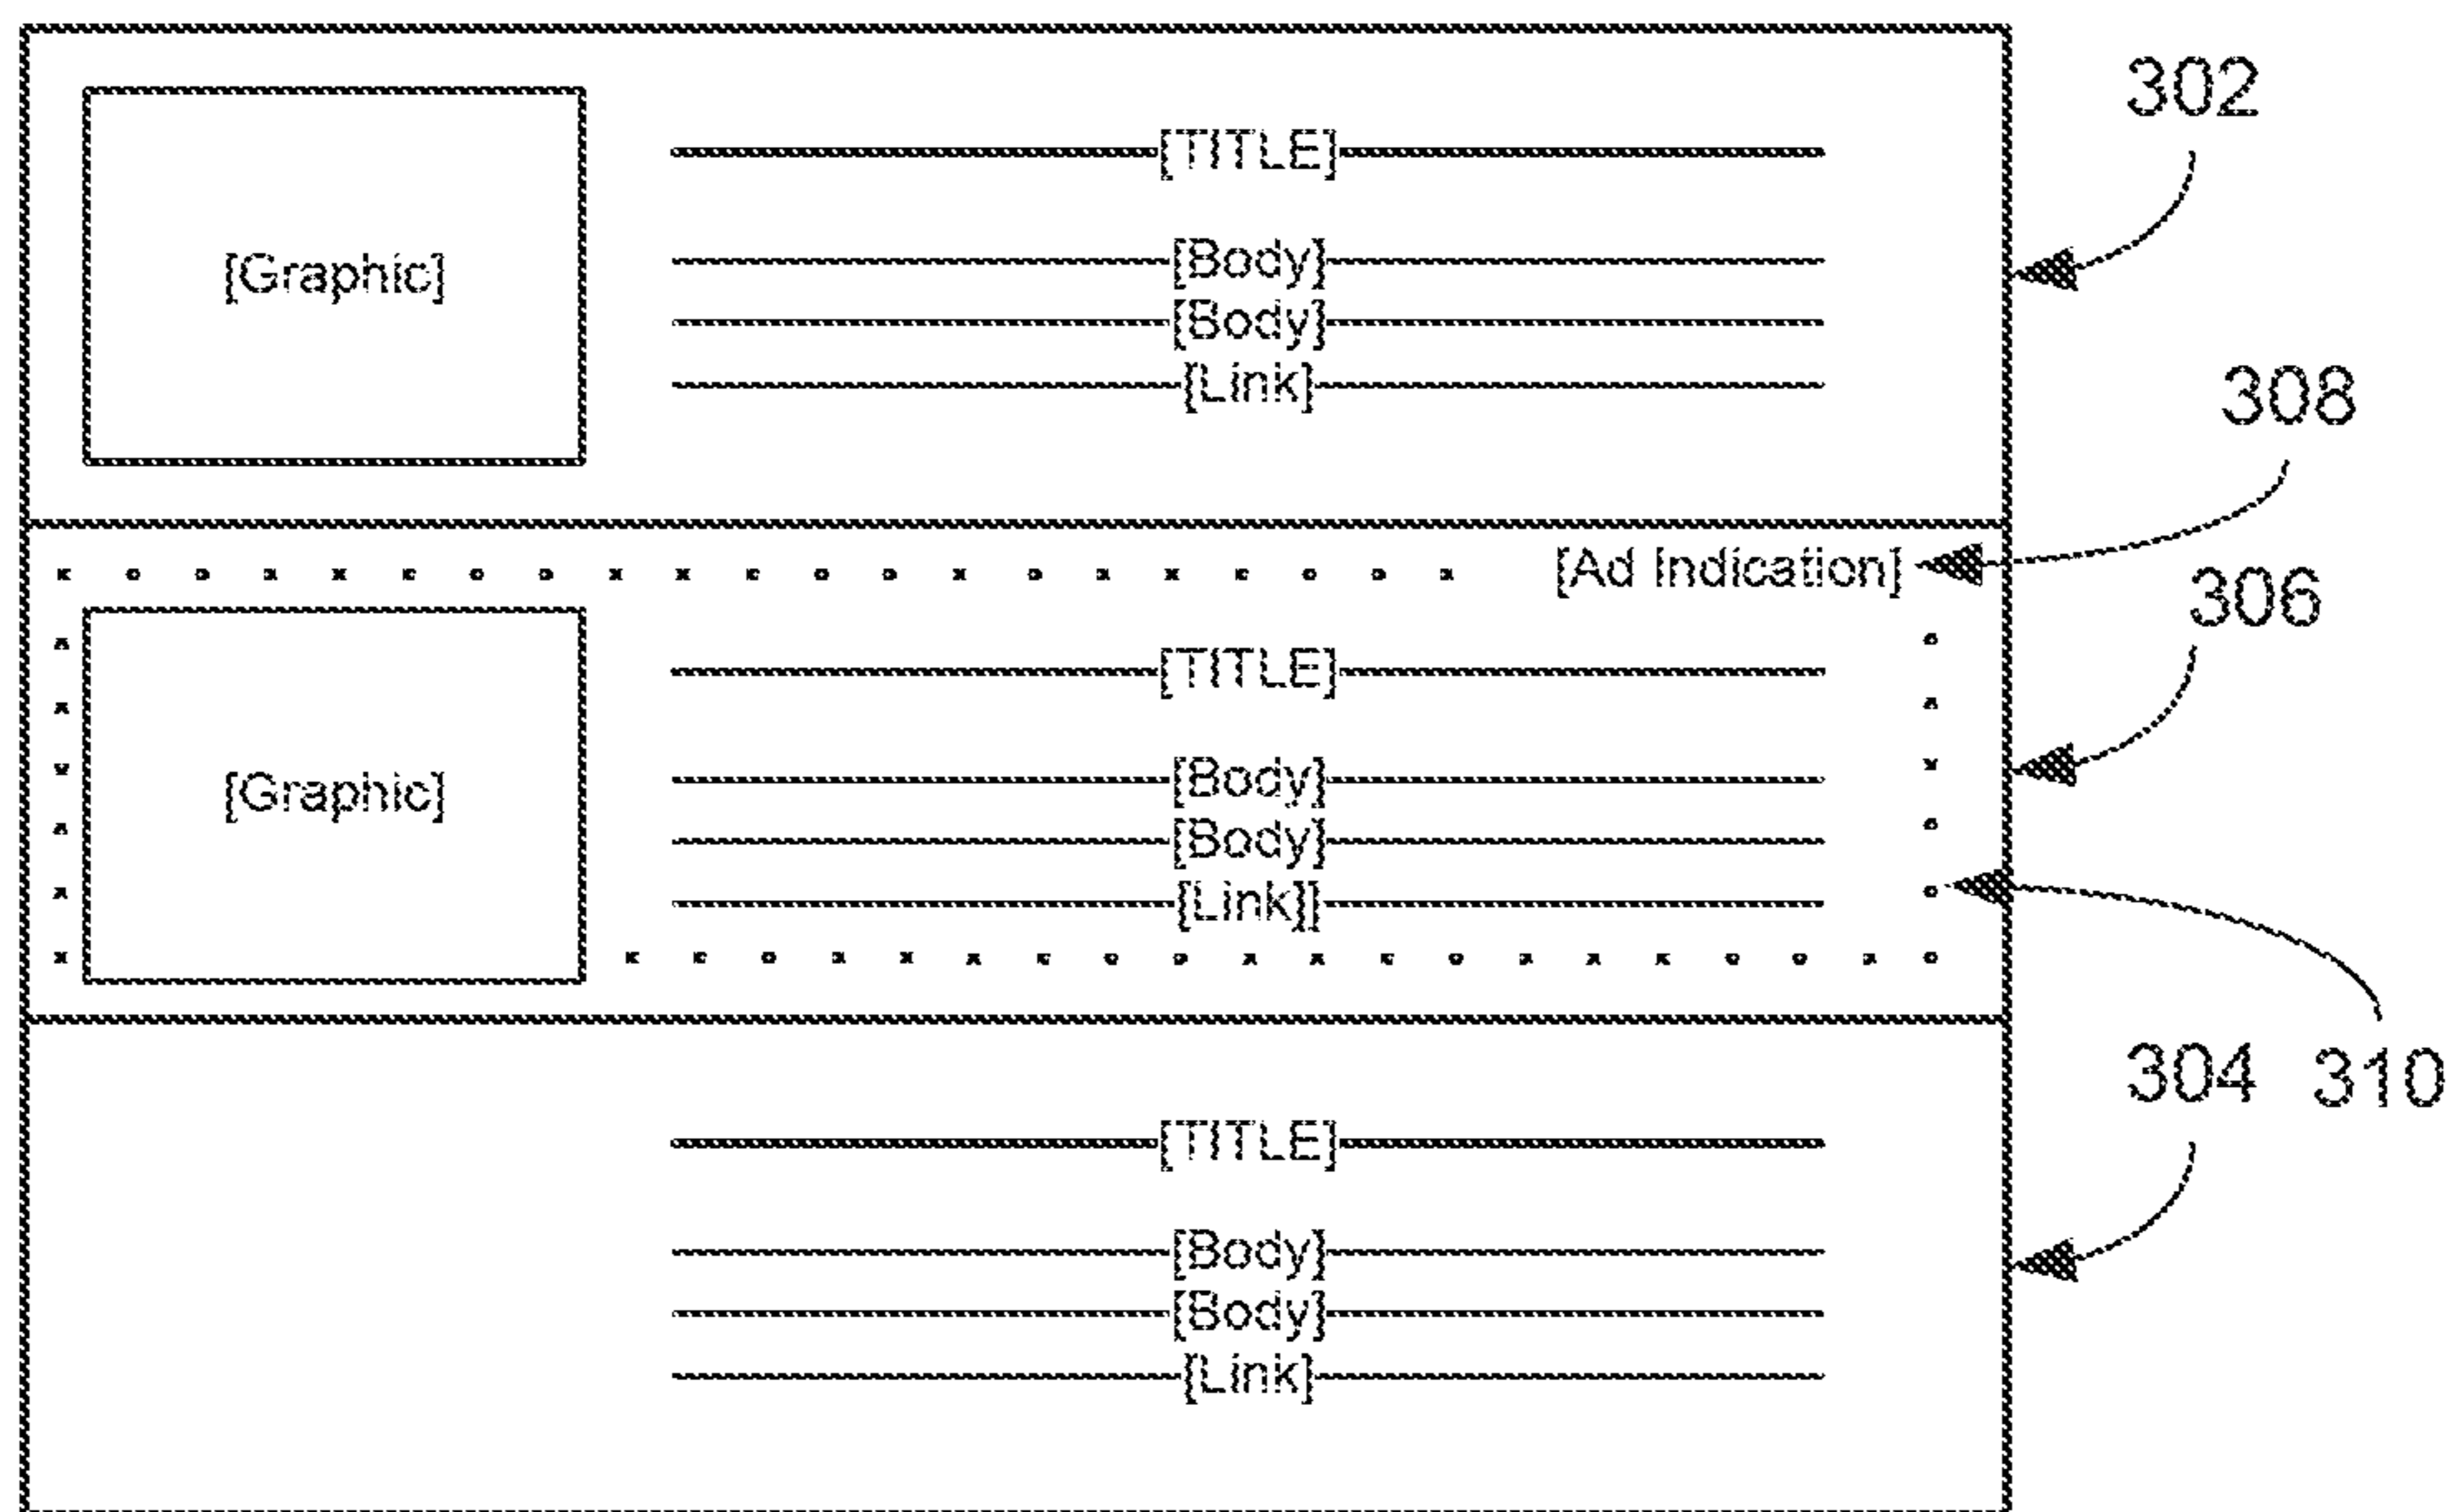 302
[TITLE]
[Graphic]
[Body]
[Body]
[Link]
308
[Ad Indication]
306
[TITLE]
[Graphic]
[Body]
[Body]
[Link]]
304 310
[TITLE]
[Body]
[Body]
[Link]